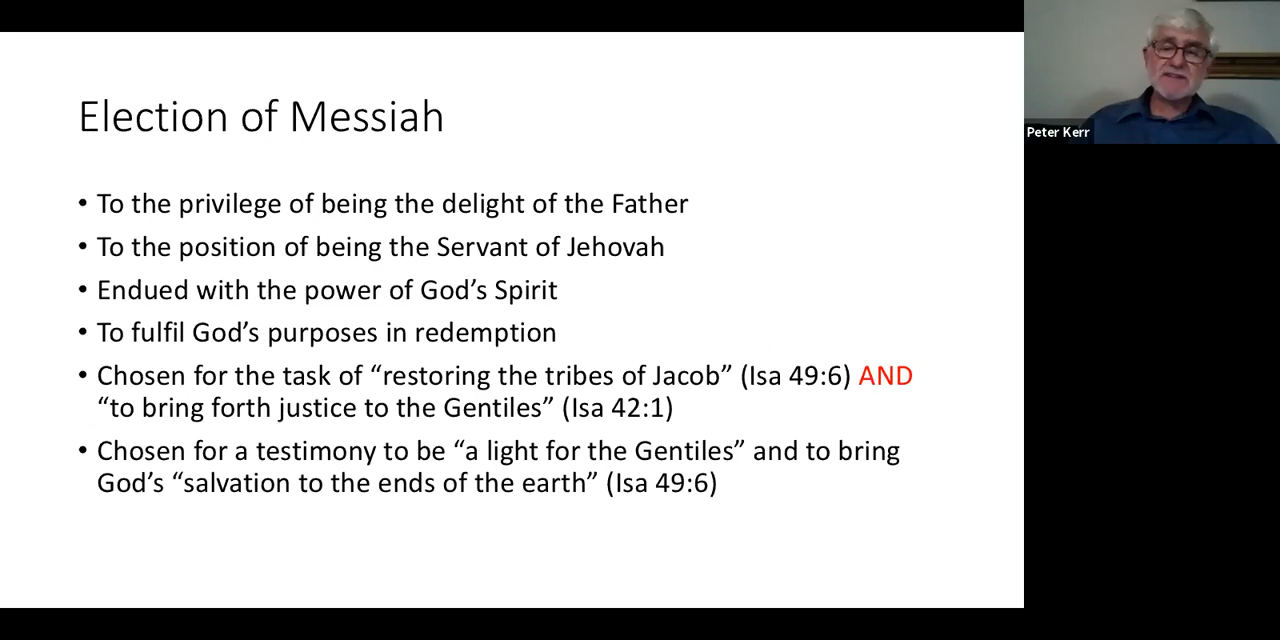 Election of Messiah
• To the privilege of being the delight of the Father
• To the position of being the Servant of Jehovah
• Endued with the power of God’s Spirit
• To fulfil God’s purposes in redemption
• Chosen for the task of “restoring the tribes of Jacob” (Isa 49:6) AND
“to bring forth justice to the Gentiles” (Isa 42:1)
• Chosen for a testimony to be “a light for the Gentiles” and to bring
God’s “salvation to the ends of the earth” (Isa 49:6)
Peter Kerr